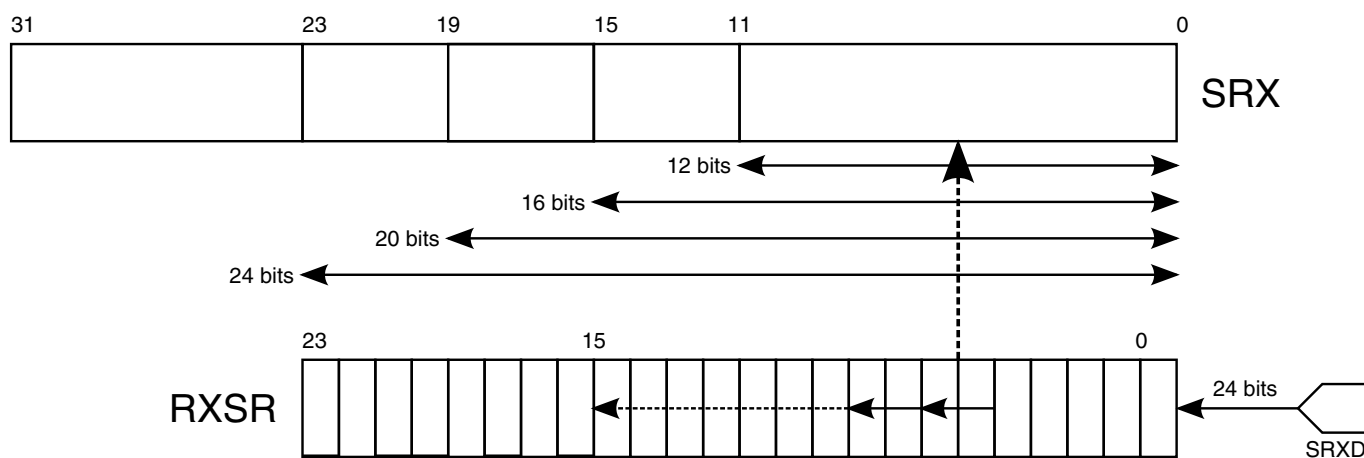 31 23 19 15 11 0
SRX
12 bits
16 bits
20 bits
24 bits
23 15 0
RXSR
24 bits
SRXD